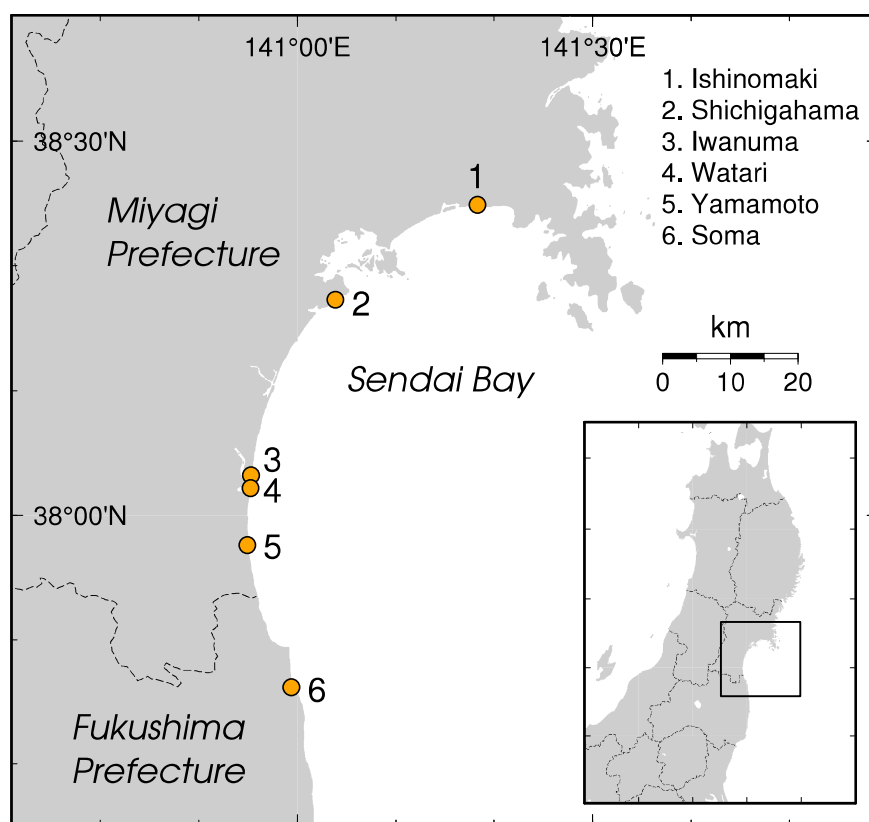 141°00'E
141°30'E
1. Ishinomaki
2. Shichigahama
3. Iwanuma
4. Watari
5. Yamamoto
6. Soma
38°30'N
1
Miyagi
Prefecture
2
km
0 10 20
Sendai Bay
3
4
38°00'N
5
6
Fukushima
Prefecture